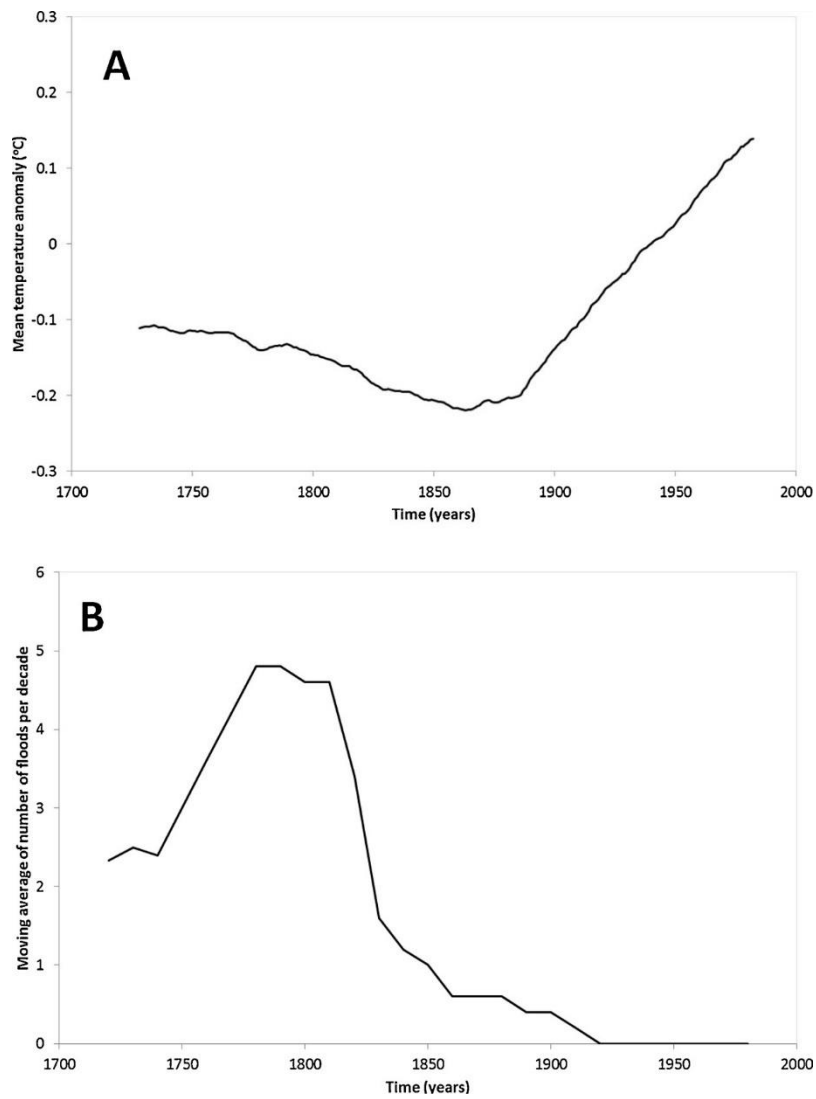 A
Mean temperature anomaly (°C)
0.3
0.2
0.1
0
-0.1
-0.2
-0.3
1700 1750 1800 1850 1900 1950 2000
Time (years)
B
Moving average of number of floods per decade
6
5
4
3
2
1
0
1700 1750 1800 1850 1900 1950 2000
Time (years)